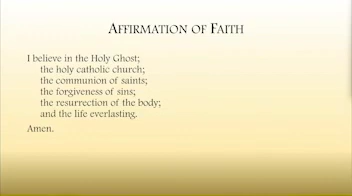 Affirmation of Faith
I believe in the Holy Ghost;
the holy catholic church;
the communion of saints;
the forgiveness of sins;
the resurrection of the body;
and the life everlasting.
Amen.